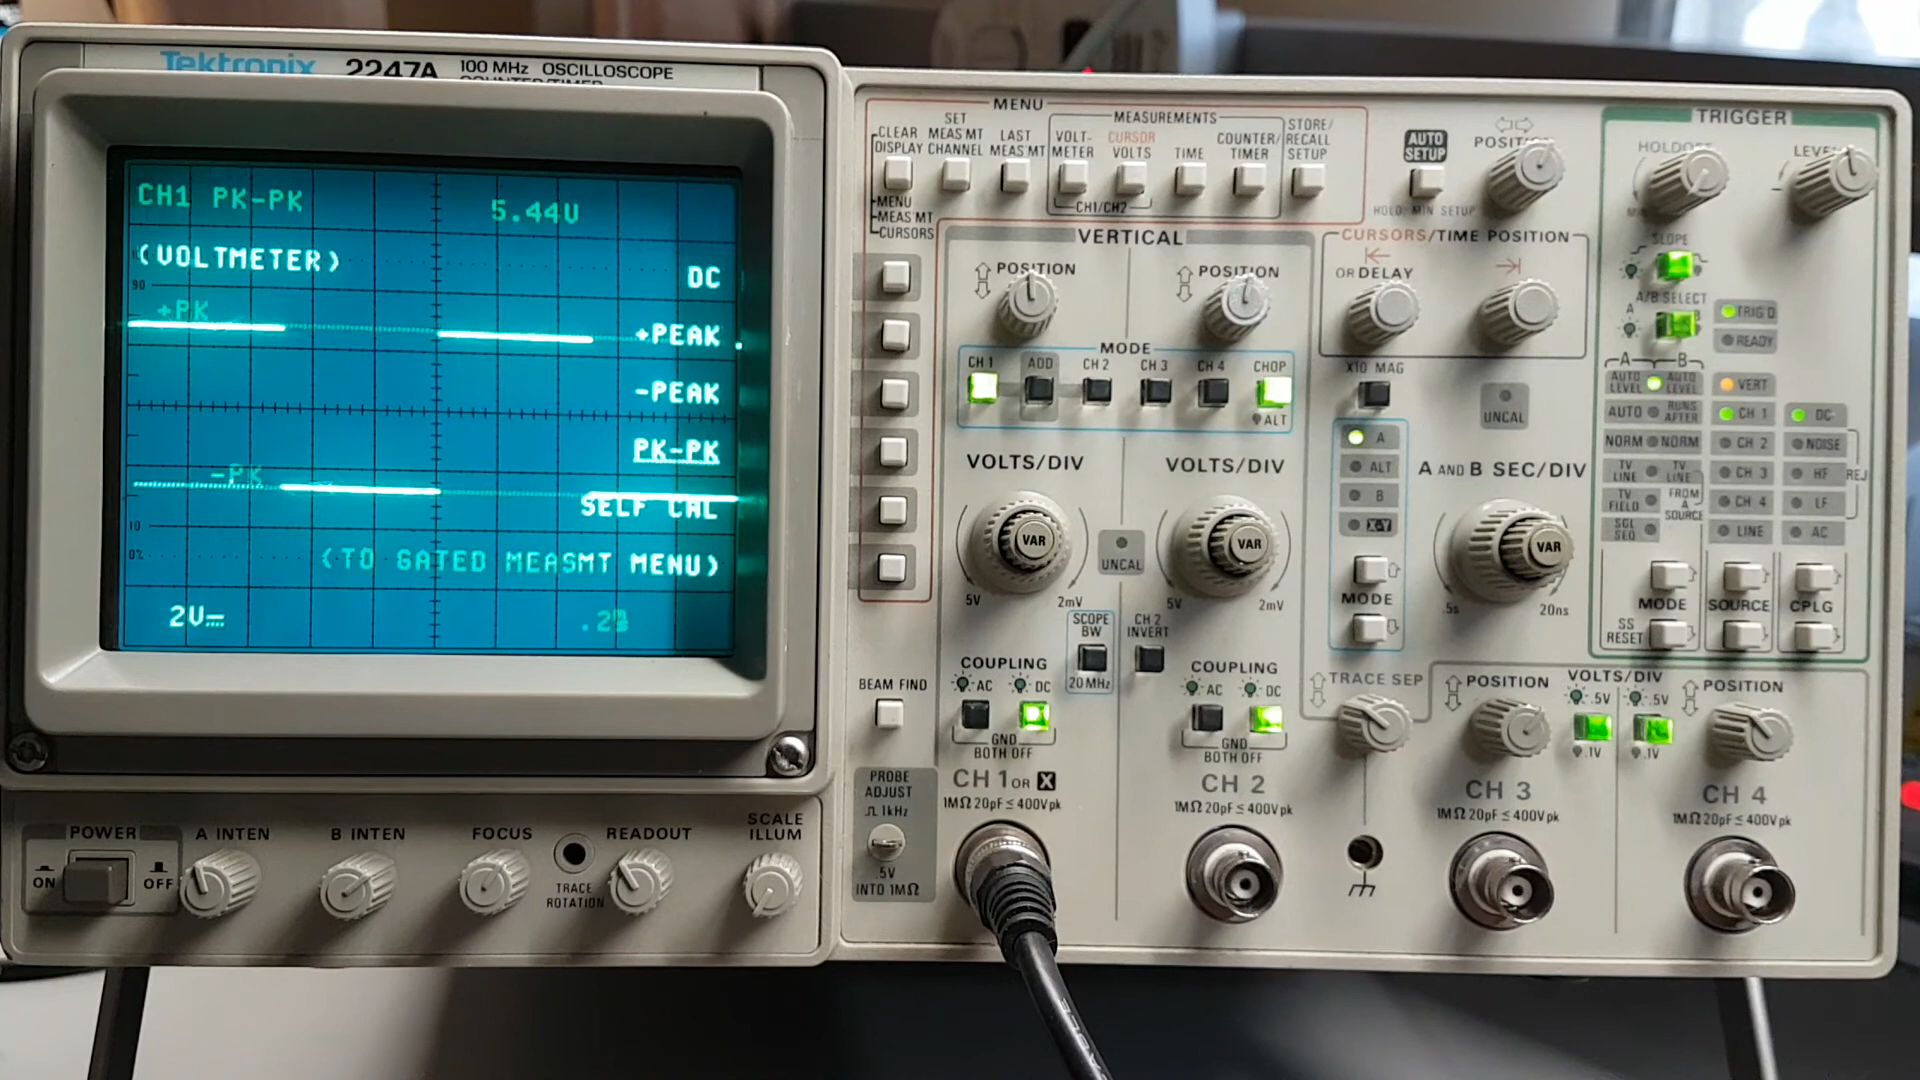 Tektronix 2247A 100 MHz OSCILLOSCOPE
COUNTER/TIMER
CH1 PK-PK 5.44V
(VOLTMETER)
DC
90
+PK
+PEAK
-PEAK
PK-PK
-PK
SELF CAL
10
0%
(TO GATED MEASMT MENU)
2V
.2ms
POWER
ON
OFF
A INTEN
B INTEN
FOCUS
TRACE
ROTATION
READOUT
SCALE
ILLUM
MENU
CLEAR
DISPLAY
SET
MEAS'MT
CHANNEL
LAST
MEAS'MT
MEASUREMENTS
VOLT-
METER
CURSOR
VOLTS
TIME
COUNTER/
TIMER
CH1/CH2
STORE/
RECALL
SETUP
MENU
MEAS'MT
CURSORS
AUTO
SETUP
HOLD: MIN SETUP
POSITION
VERTICAL
POSITION
POSITION
MODE
CH 1
ADD
CH 2
CH 3
CH 4
CHOP
ALT
VOLTS/DIV
VOLTS/DIV
VAR
VAR
5V
2mV
UNCAL
5V
2mV
SCOPE
BW
20 MHz
CH 2
INVERT
BEAM FIND
COUPLING
AC
DC
GND
BOTH OFF
COUPLING
AC
DC
GND
BOTH OFF
PROBE
ADJUST
1kHz
.5V
INTO 1MΩ
CH 1 OR X
1MΩ 20pF ≤ 400V pk
CH 2
1MΩ 20pF ≤ 400V pk
CURSORS/TIME POSITION
OR DELAY
X10 MAG
UNCAL
A
ALT
B
X-Y
MODE
A AND B SEC/DIV
VAR
.5s
20ns
TRACE SEP
POSITION
VOLTS/DIV
.5V
.1V
.5V
.1V
POSITION
CH 3
1MΩ 20pF ≤ 400V pk
CH 4
1MΩ 20pF ≤ 400V pk
TRIGGER
HOLDOFF
MIN
LEVEL
SLOPE
A/B SELECT
A
B
TRIG'D
READY
A
B
AUTO
LEVEL
AUTO
LEVEL
AUTO
RUNS
AFTER
NORM
NORM
TV
LINE
TV
LINE
TV
FIELD
FROM
A
SOURCE
SGL
SEQ
VERT
CH 1
CH 2
CH 3
CH 4
LINE
DC
NOISE
HF
LF
REJ
AC
MODE
SOURCE
CPLG
SS
RESET